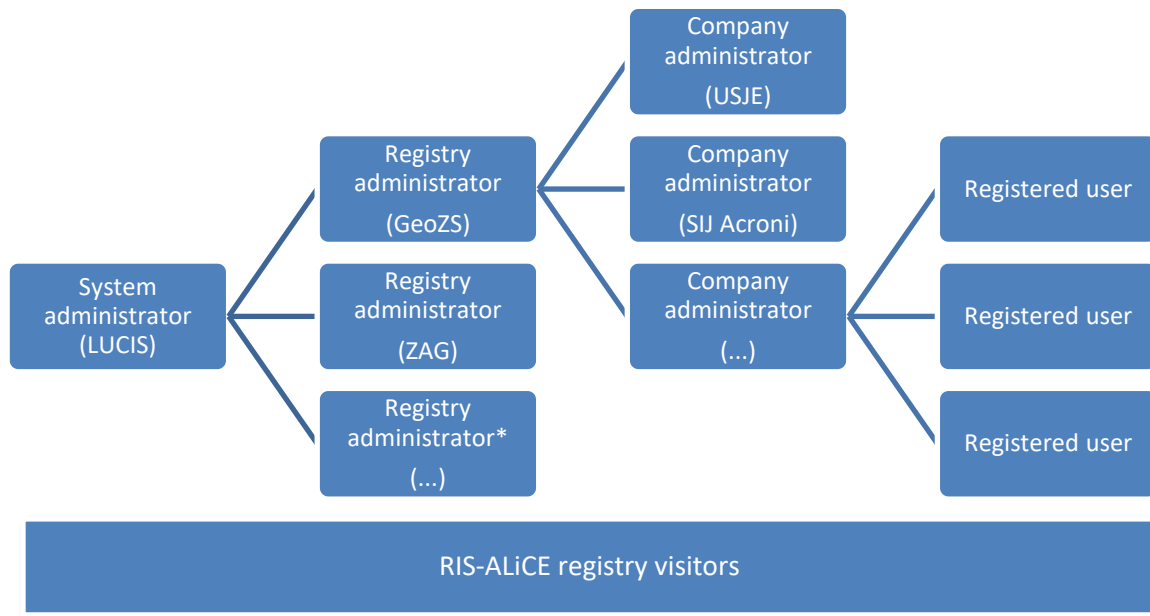 System
administrator
(LUCIS)
Registry
administrator
(GeoZS)
Registry
administrator
(ZAG)
Registry
administrator*
(...)
Company
administrator
(USJE)
Company
administrator
(SIJ Acroni)
Company
administrator
(...)
Registered user
Registered user
Registered user
RIS-ALiCE registry visitors